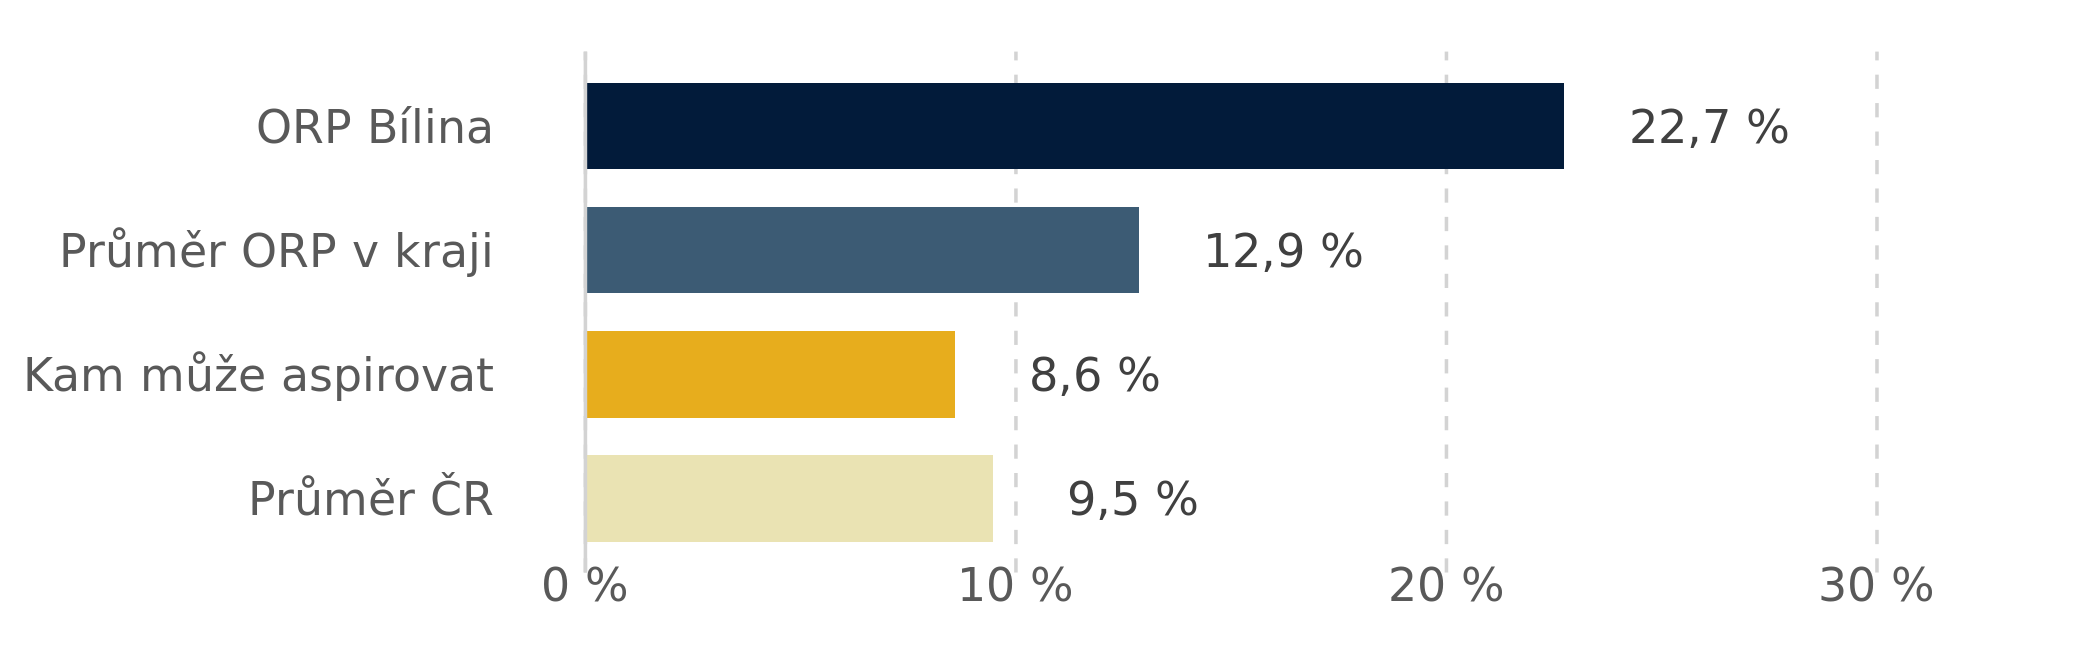 ORP Bílina 22,7 %
Průměr ORP v kraji 12,9 %
Kam může aspirovat 8,6 %
Průměr ČR 9,5 %
0 % 10 % 20 % 30 %